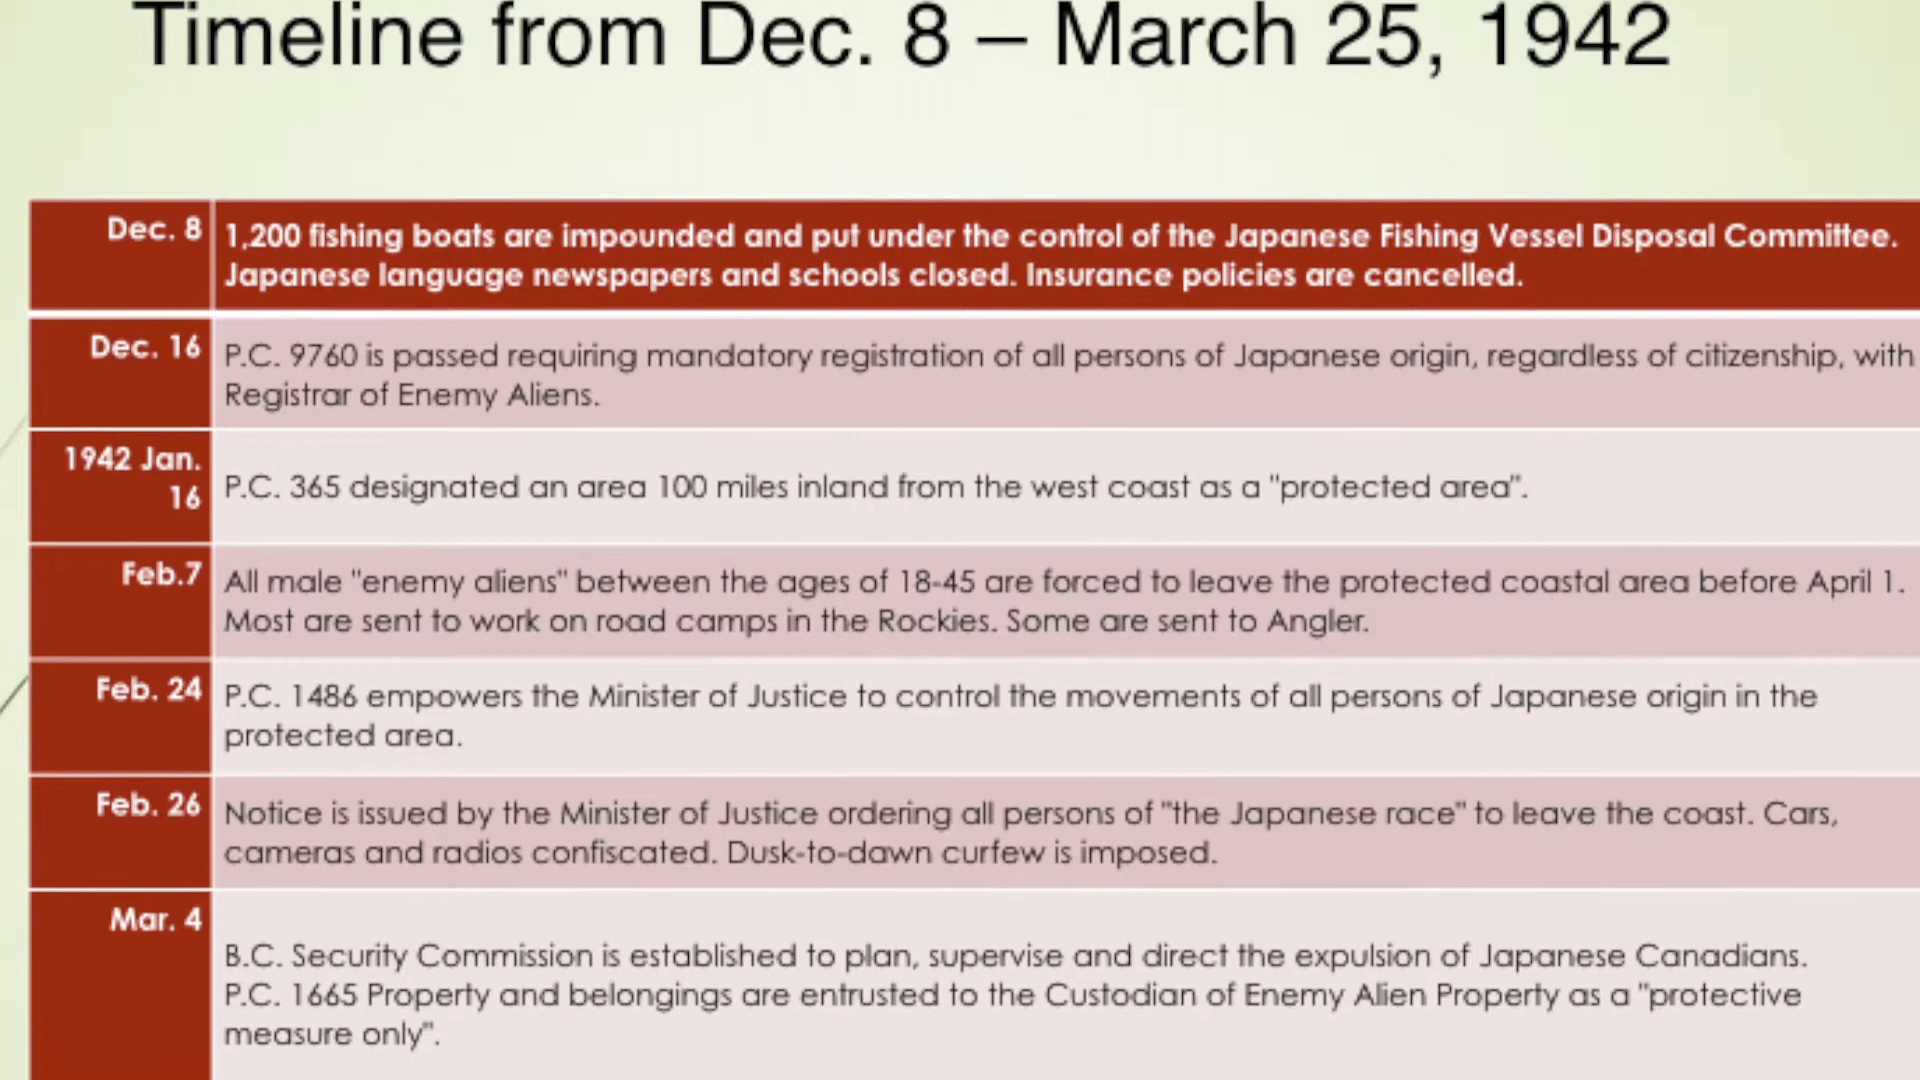 Timeline from Dec. 8 – March 25, 1942
Dec. 8
1,200 fishing boats are impounded and put under the control of the Japanese Fishing Vessel Disposal Committee.
Japanese language newspapers and schools closed. Insurance policies are cancelled.
Dec. 16
P.C. 9760 is passed requiring mandatory registration of all persons of Japanese origin, regardless of citizenship, with
Registrar of Enemy Aliens.
1942 Jan.
16
P.C. 365 designated an area 100 miles inland from the west coast as a "protected area".
Feb.7
All male "enemy aliens" between the ages of 18-45 are forced to leave the protected coastal area before April 1.
Most are sent to work on road camps in the Rockies. Some are sent to Angler.
Feb. 24
P.C. 1486 empowers the Minister of Justice to control the movements of all persons of Japanese origin in the
protected area.
Feb. 26
Notice is issued by the Minister of Justice ordering all persons of "the Japanese race" to leave the coast. Cars,
cameras and radios confiscated. Dusk-to-dawn curfew is imposed.
Mar. 4
B.C. Security Commission is established to plan, supervise and direct the expulsion of Japanese Canadians.
P.C. 1665 Property and belongings are entrusted to the Custodian of Enemy Alien Property as a "protective
measure only".